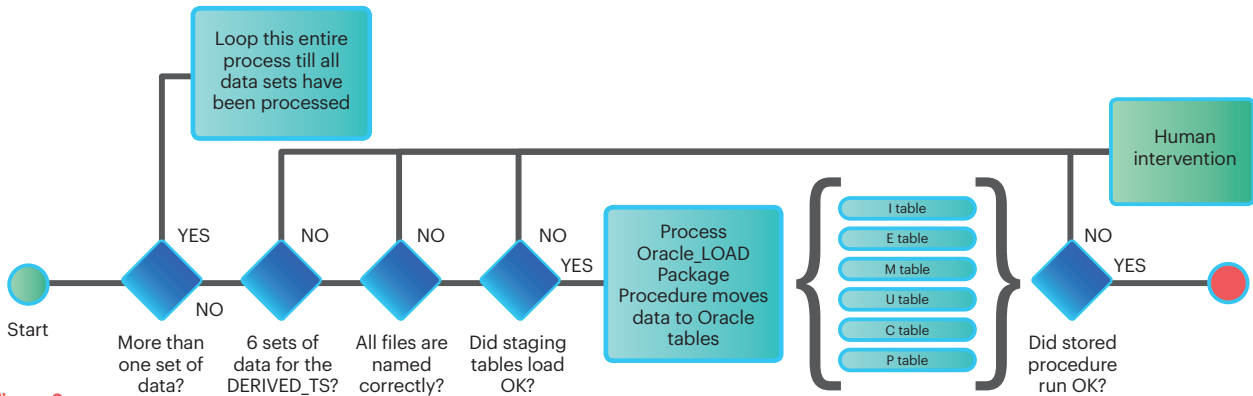 Loop this entire
process till all
data sets have
been processed
Human
intervention
YES
NO
NO
NO
NO
YES
NO
YES
Start
More than
one set of
data?
6 sets of
data for the
DERIVED_TS?
All files are
named
correctly?
Did staging
tables load
OK?
Process
Oracle_LOAD
Package
Procedure moves
data to Oracle
tables
I table
E table
M table
U table
C table
P table
Did stored
procedure
run OK?